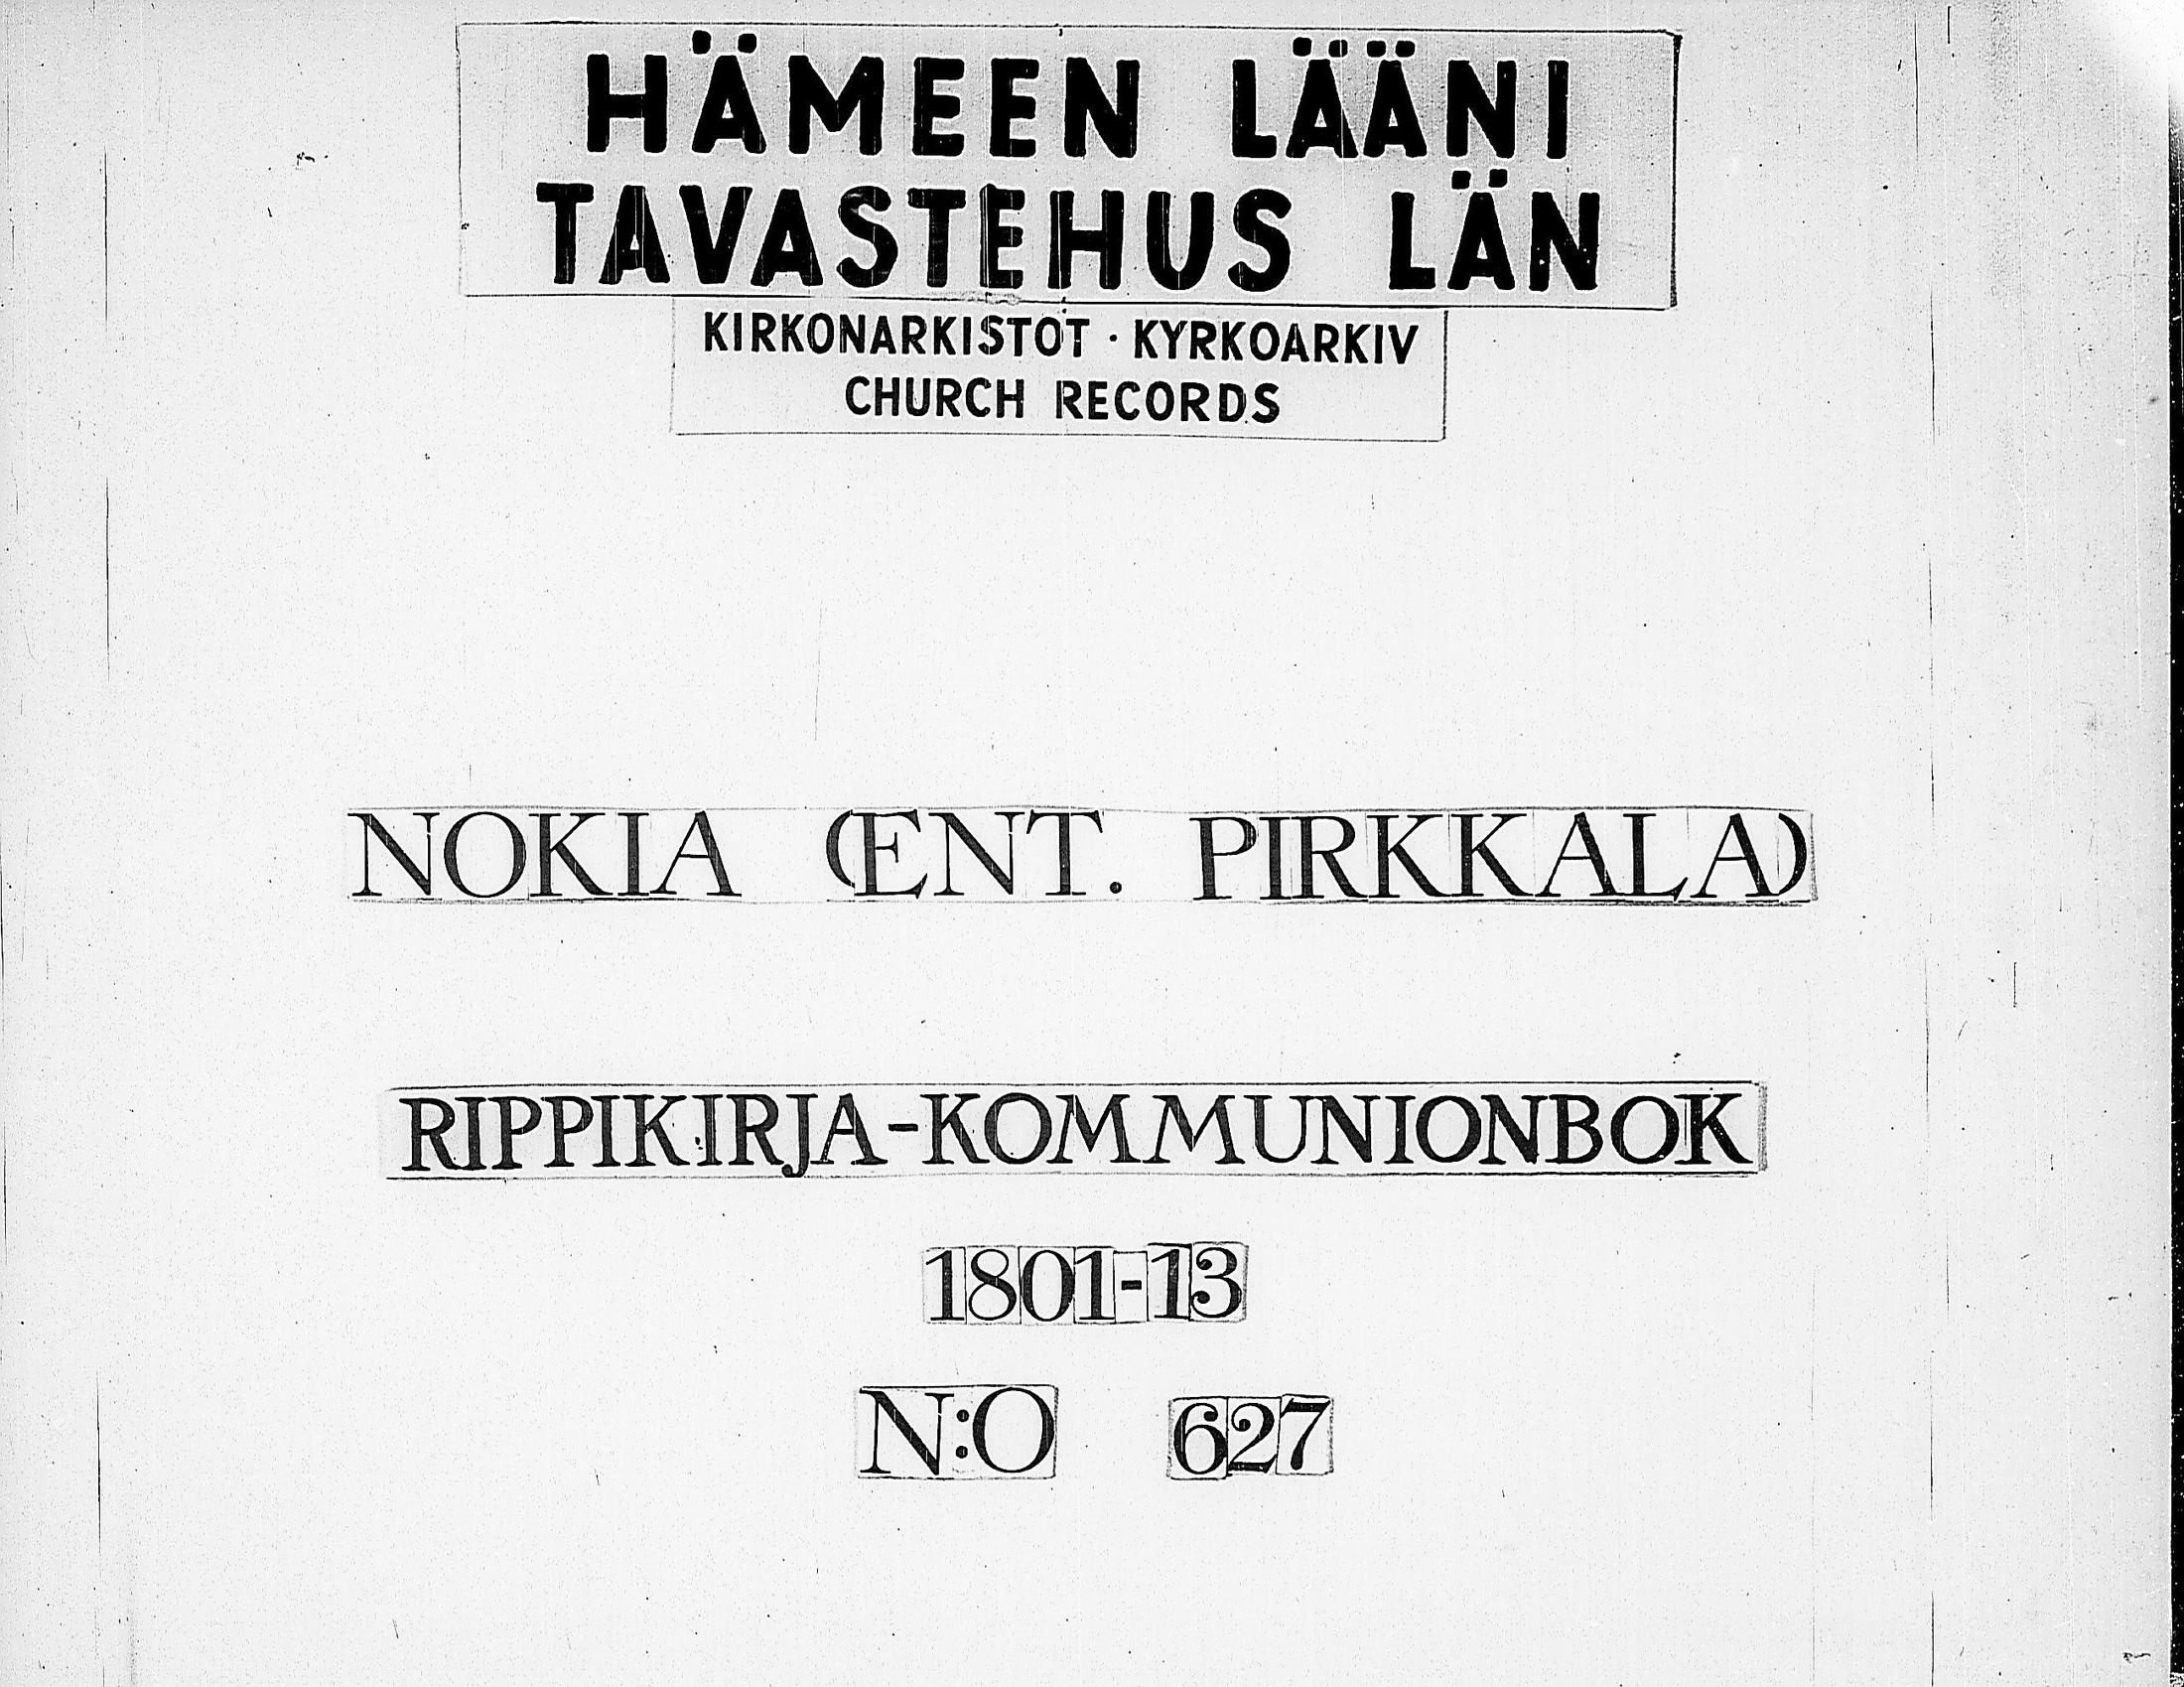 HÄMEEN LÄÄNI
TAVASTEHUS LÄN
KIRKONARKISTOT · KYRKOARKIV
CHURCH RECORDS
NOKIA (ENT. PIRKKALA)
RIPPIKIRJA-KOMMUNIONBOK
1801-13
N:O 627